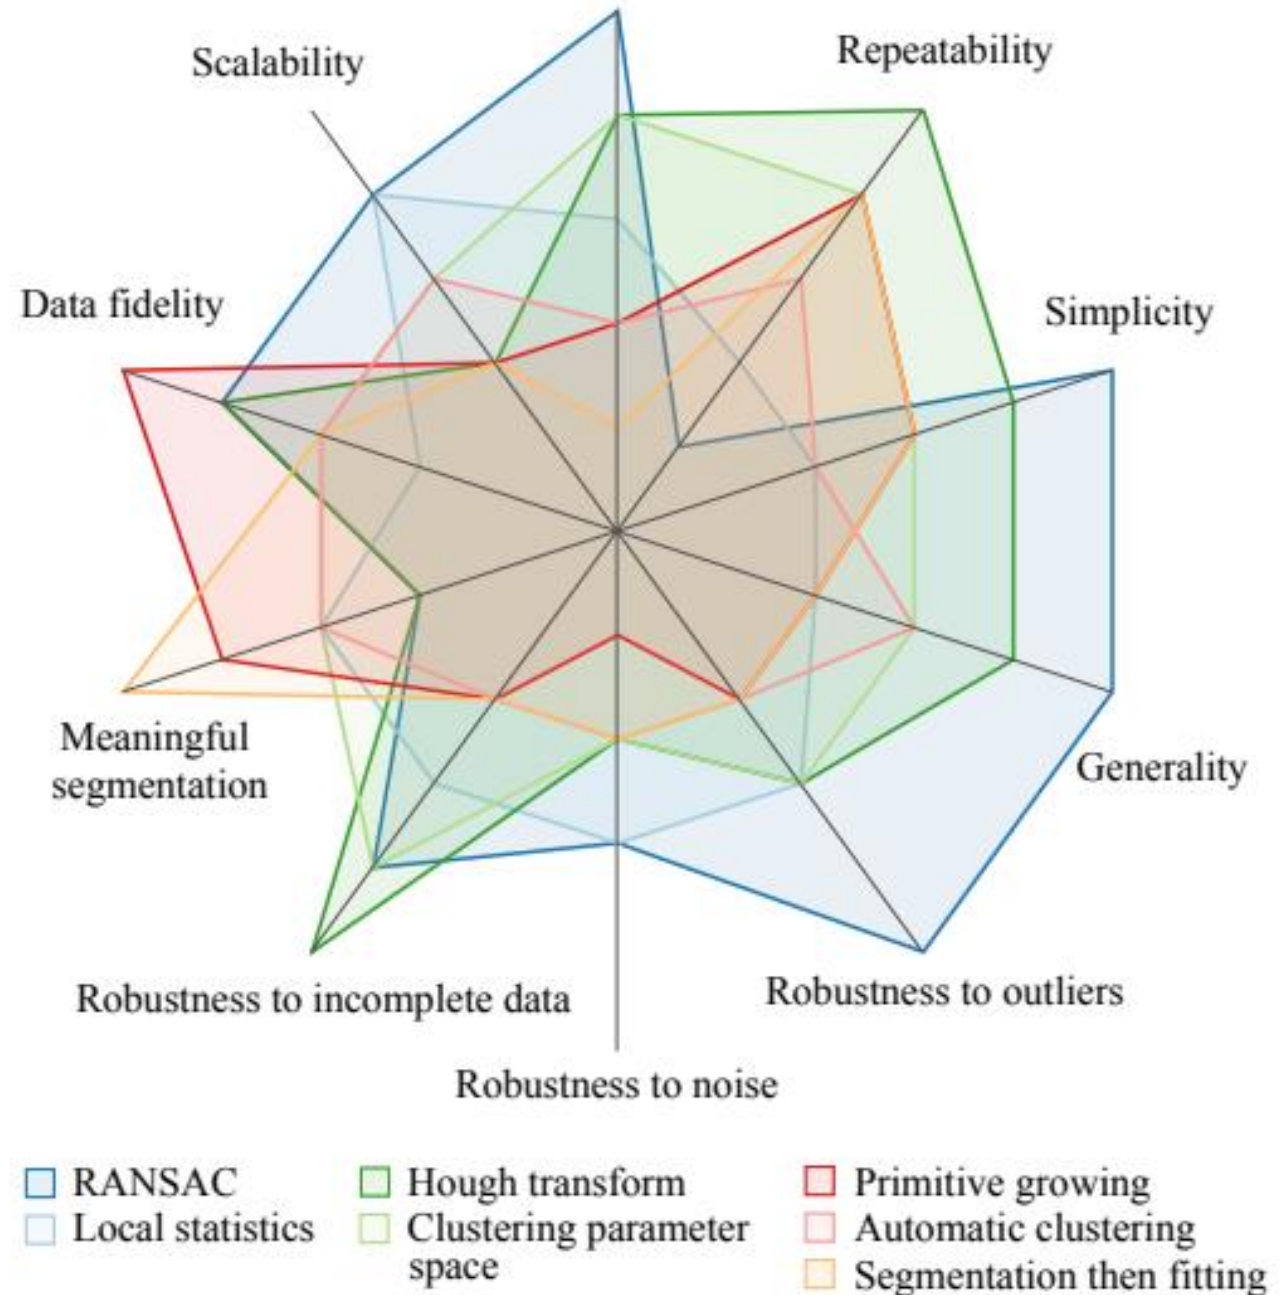 Scalability
Repeatability
Data fidelity
Simplicity
Meaningful
segmentation
Generality
Robustness to incomplete data
Robustness to outliers
Robustness to noise
RANSAC
Local statistics
Hough transform
Clustering parameter
space
Primitive growing
Automatic clustering
Segmentation then fitting